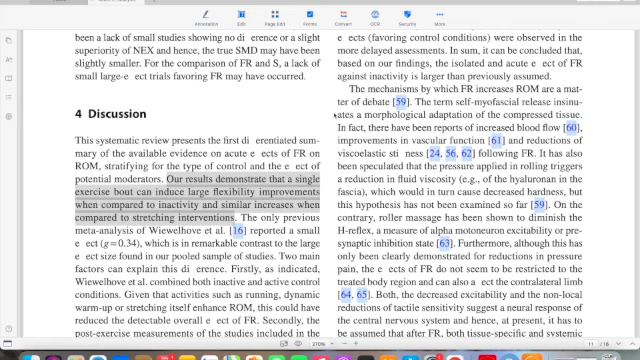 Annotation
Edit
Page Edit
Forms
Convert
OCR
Security
More
been a lack of small studies showing no di erence or a slight
superiority of NEX and hence, the true SMD may have been
slightly smaller. For the comparison of FR and S, a lack of
small large-e ect trials favoring FR may have occurred.
4 Discussion
This systematic review presents the first di erentiated sum-
mary of the available evidence on acute e ects of FR on
ROM, stratifying for the type of control and the e ect of
potential moderators. Our results demonstrate that a single
exercise bout can induce large flexibility improvements
when compared to inactivity and similar increases when
compared to stretching interventions. The only previous
meta-analysis of Wiewelhove et al. [16] reported a small
e ect (g=0.34), which is in remarkable contrast to the large
e ect size found in our pooled sample of studies. Two main
factors can explain this di erence. Firstly, as indicated,
Wiewelhove et al. combined both inactive and active control
conditions. Given that activities such as running, dynamic
warm-up or stretching itself enhance ROM, this could have
reduced the detectable overall e ect of FR. Secondly, the
post-exercise measurements of the studies included in the
e ects (favoring control conditions) were observed in the
more delayed assessments. In sum, it can be concluded that,
based on our findings, the isolated and acute e ect of FR
against inactivity is larger than previously assumed.
The mechanisms by which FR increases ROM are a mat-
ter of debate [59]. The term self-myofascial release insinu-
ates a morphological adaptation of the compressed tissue.
In fact, there have been reports of increased blood flow [60],
improvements in vascular function [61] and reductions of
viscoelastic sti ness [24, 56, 62] following FR. It has also
been speculated that the pressure applied in rolling triggers
a reduction in fluid viscosity (e.g., of the hyaluronan in the
fascia), which would in turn cause decreased hardness, but
this hypothesis has not been examined so far [59]. On the
contrary, roller massage has been shown to diminish the
H-reflex, a measure of alpha motoneuron excitability or pre-
synaptic inhibition state [63]. Furthermore, although this has
only been clearly demonstrated for reductions in pressure
pain, the e ects of FR do not seem to be restricted to the
treated body region and can also a ect the contralateral limb
[64, 65]. Both, the decreased excitability and the non-local
reductions of tactile sensitivity suggest a neural response of
the central nervous system and hence, at present, it has to
be assumed that after FR, both tissue-specific and systemic
270%
11 / 16